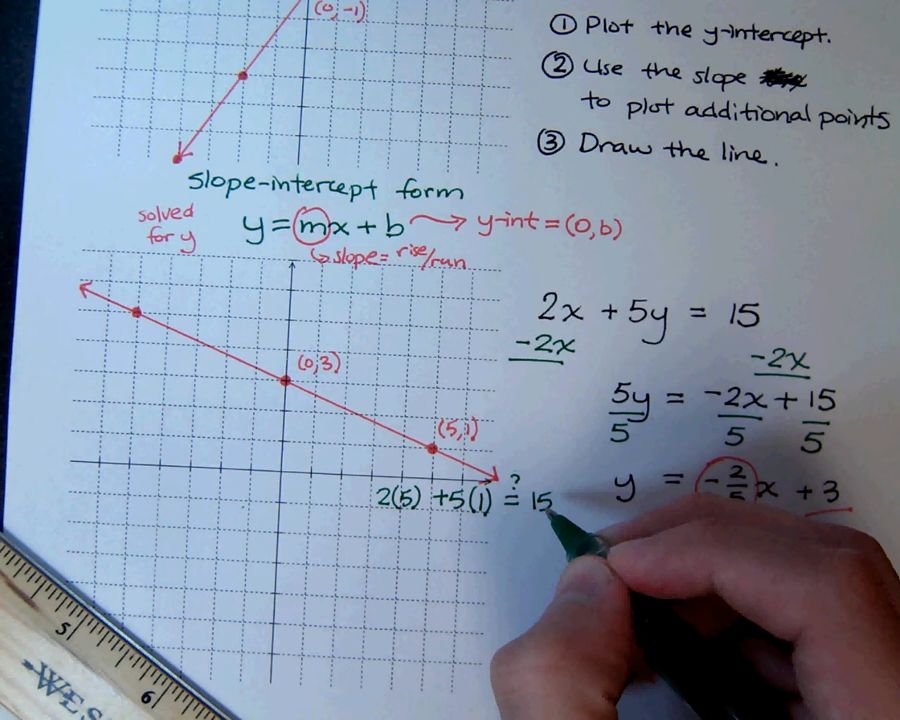 (0,-1)
① Plot the y-intercept.
② Use the slope
to plot additional points
③ Draw the line.
slope-intercept form
solved
for y
y = mx + b → y-int = (0, b)
↳ slope = rise/run
(0,3)
(5,1)
2(5) + 5(1) ≟ 15
2x + 5y = 15
-2x -2x
5y = -2x + 15
5 5 5
y = -2/5 x + 3
5
6
WES